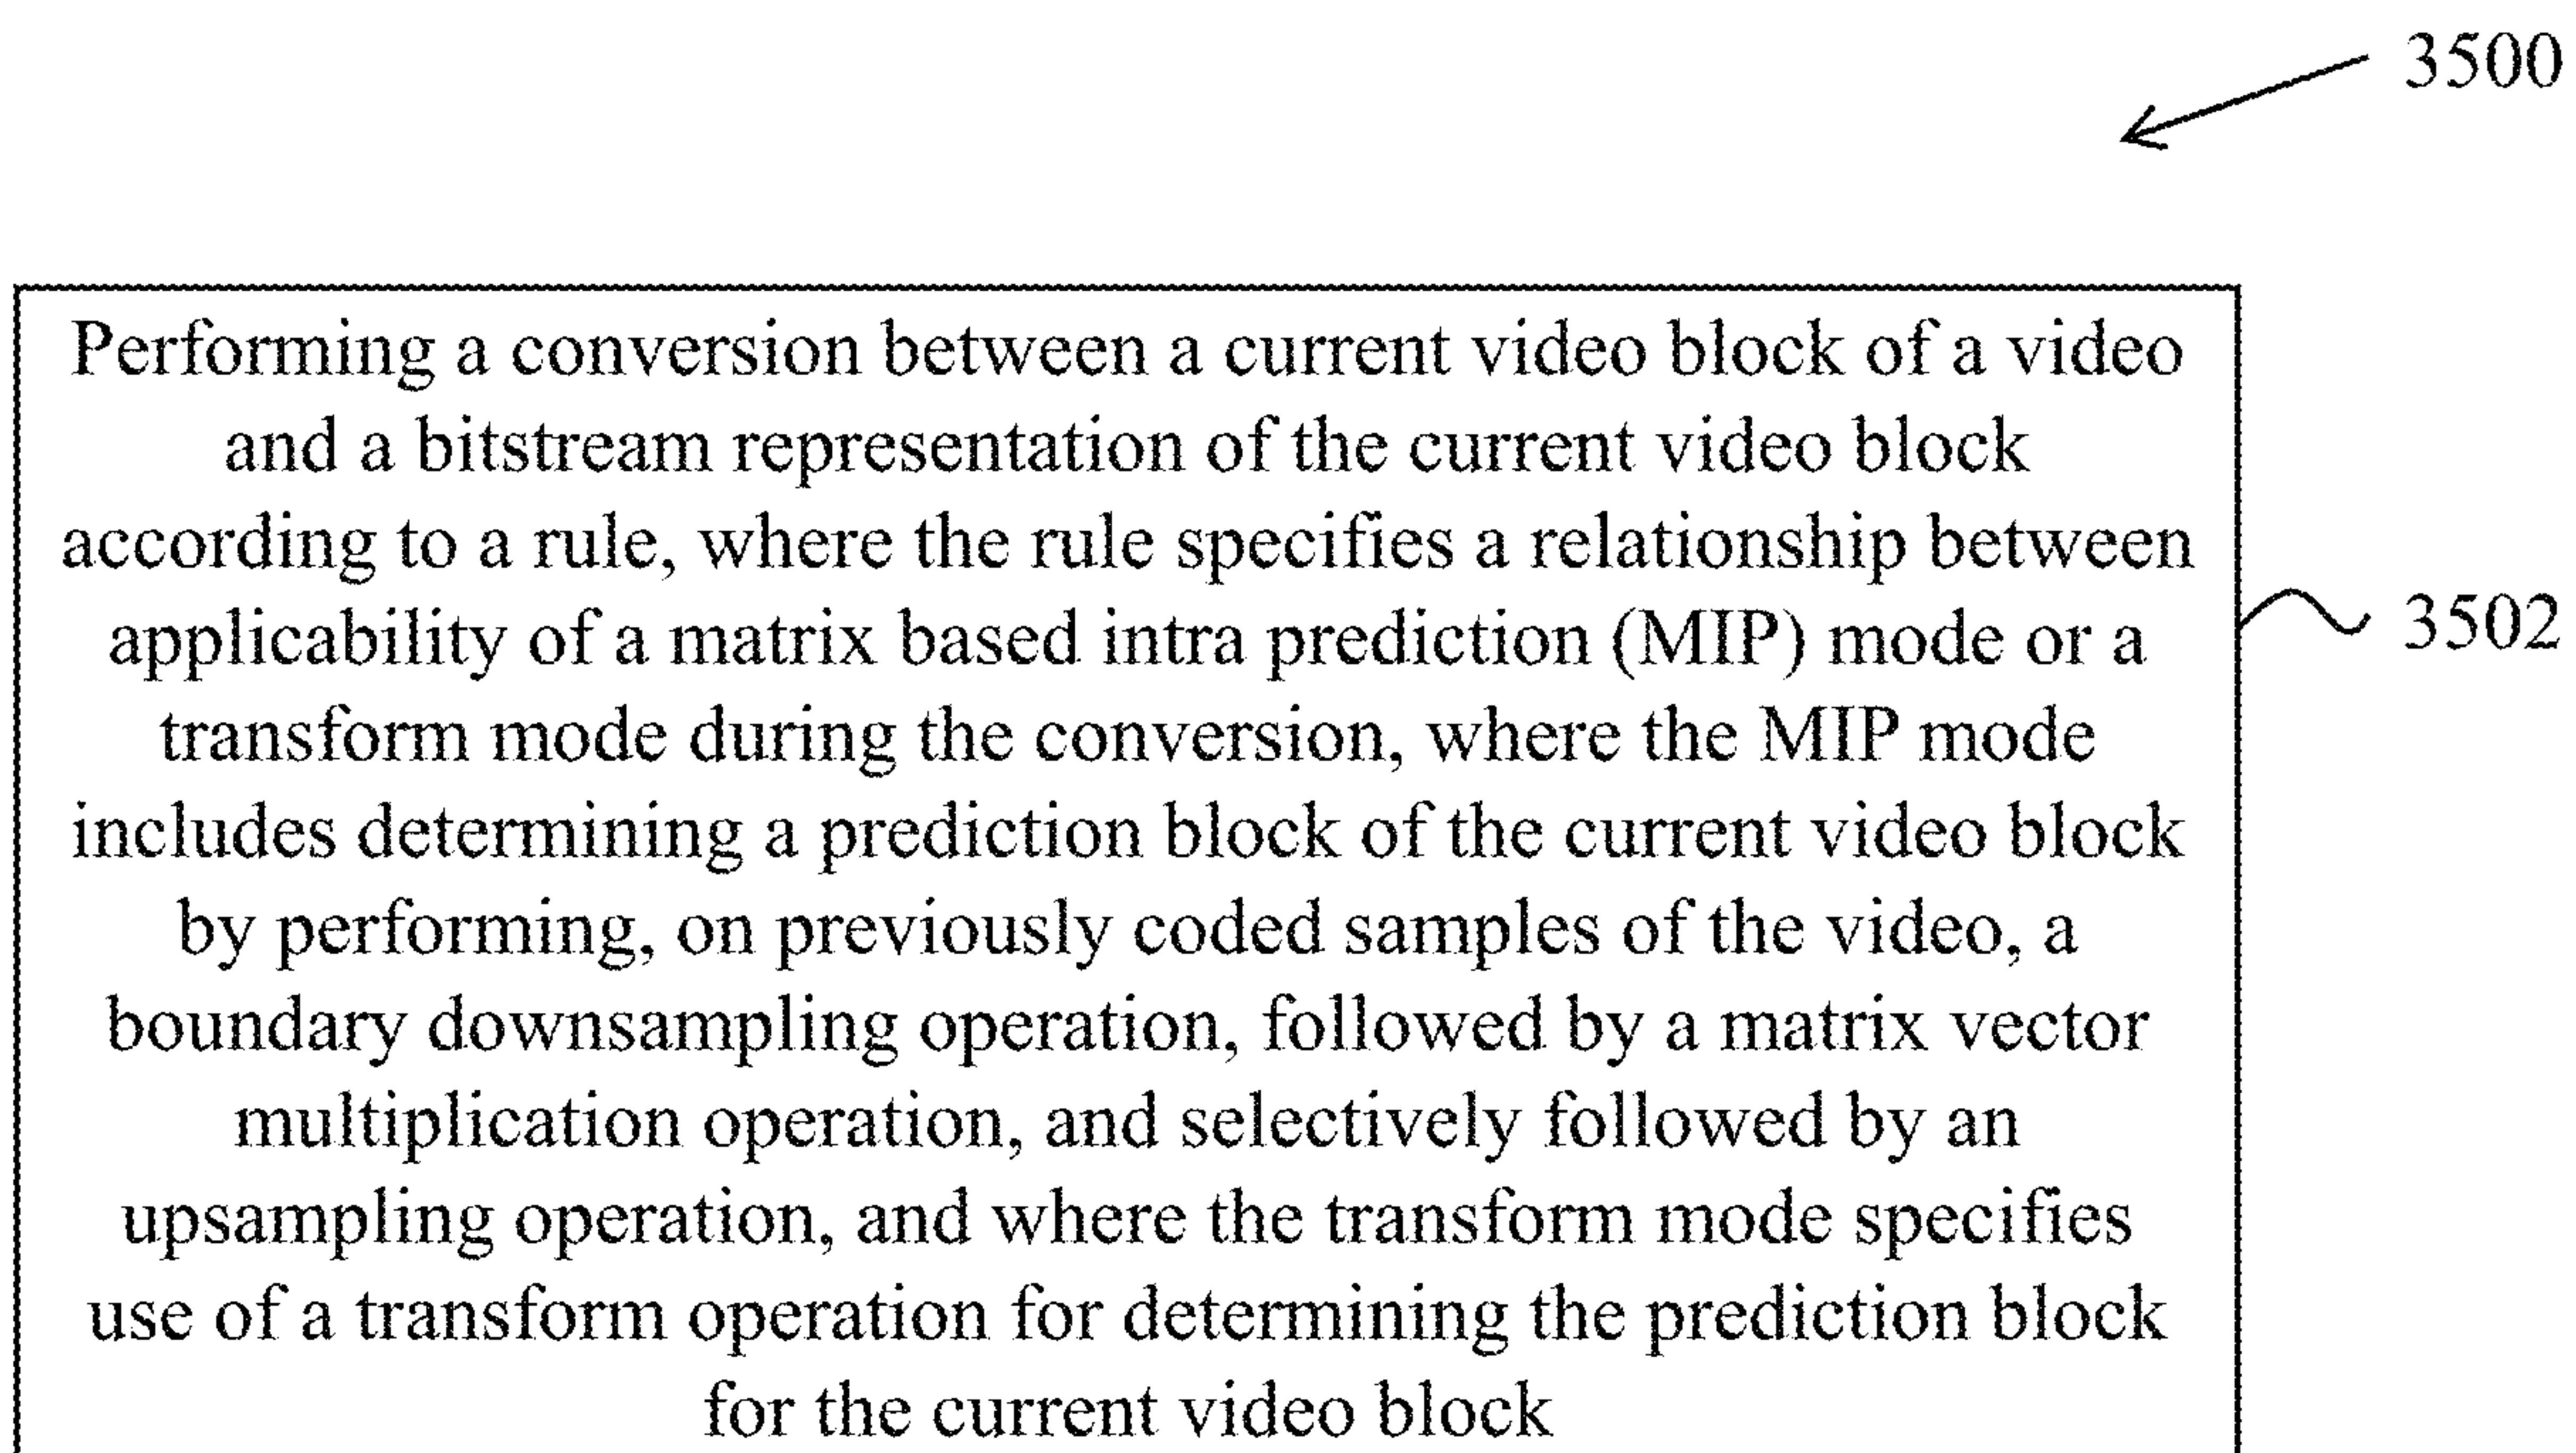 3500
Performing a conversion between a current video block of a video
and a bitstream representation of the current video block
according to a rule, where the rule specifies a relationship between
applicability of a matrix based intra prediction (MIP) mode or a
transform mode during the conversion, where the MIP mode
includes determining a prediction block of the current video block
by performing, on previously coded samples of the video, a
boundary downsampling operation, followed by a matrix vector
multiplication operation, and selectively followed by an
upsampling operation, and where the transform mode specifies
use of a transform operation for determining the prediction block
for the current video block
3502